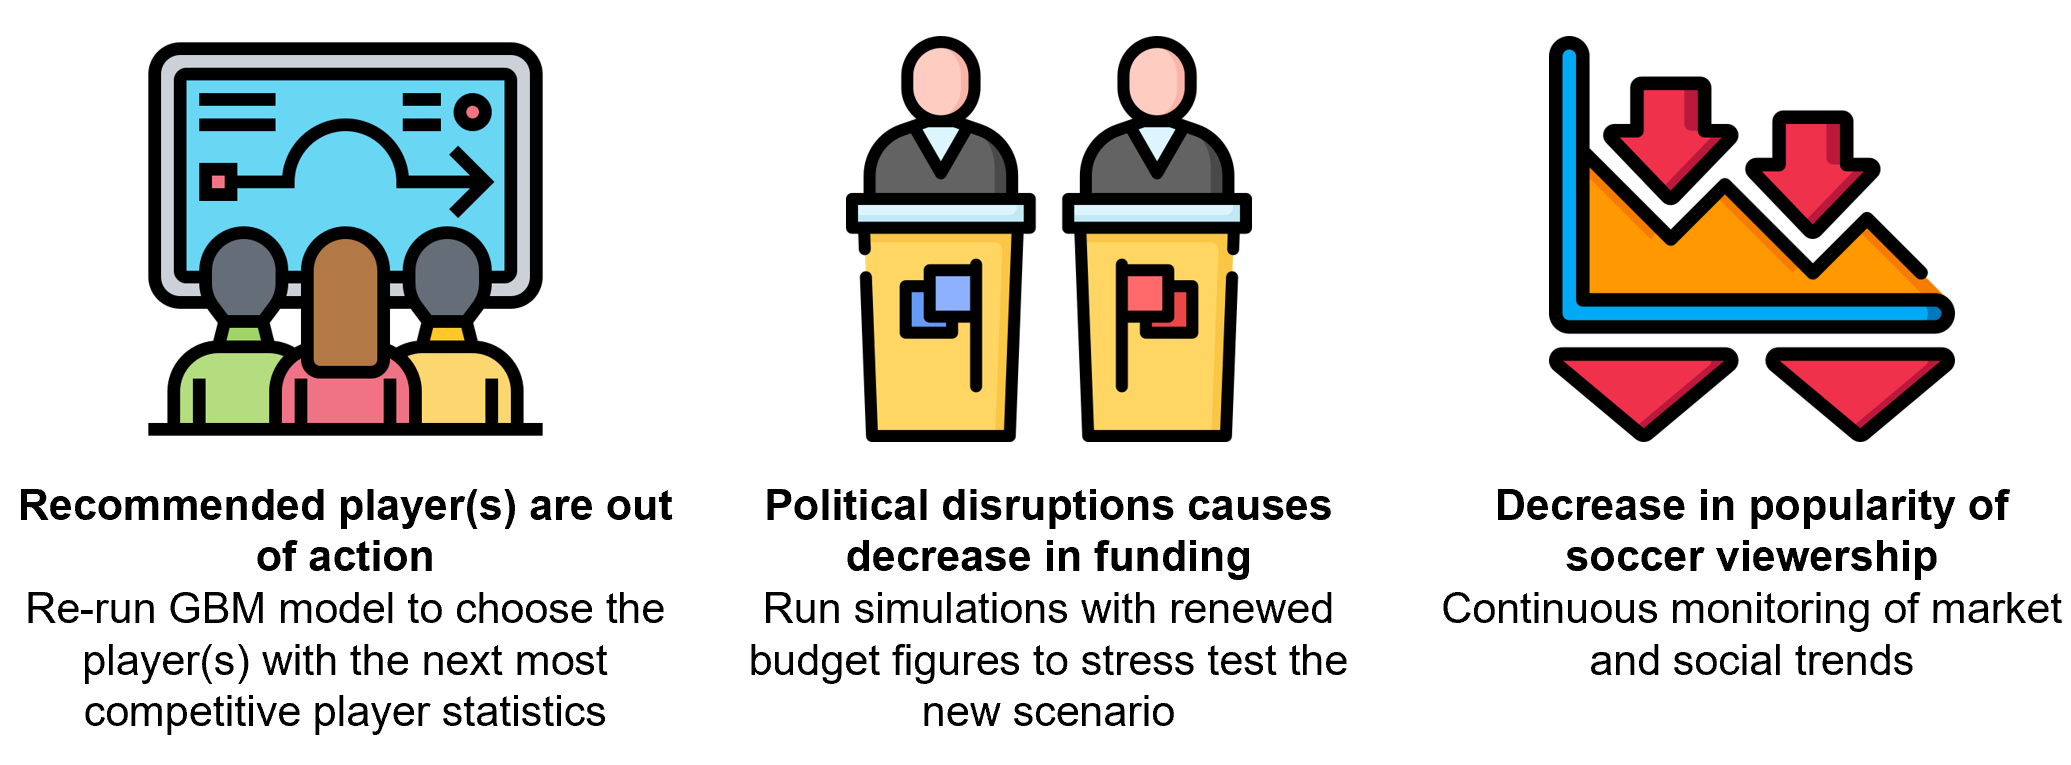 Recommended player(s) are out
of action
Re-run GBM model to choose the
player(s) with the next most
competitive player statistics
Political disruptions causes
decrease in funding
Run simulations with renewed
budget figures to stress test the
new scenario
Decrease in popularity of
soccer viewership
Continuous monitoring of market
and social trends